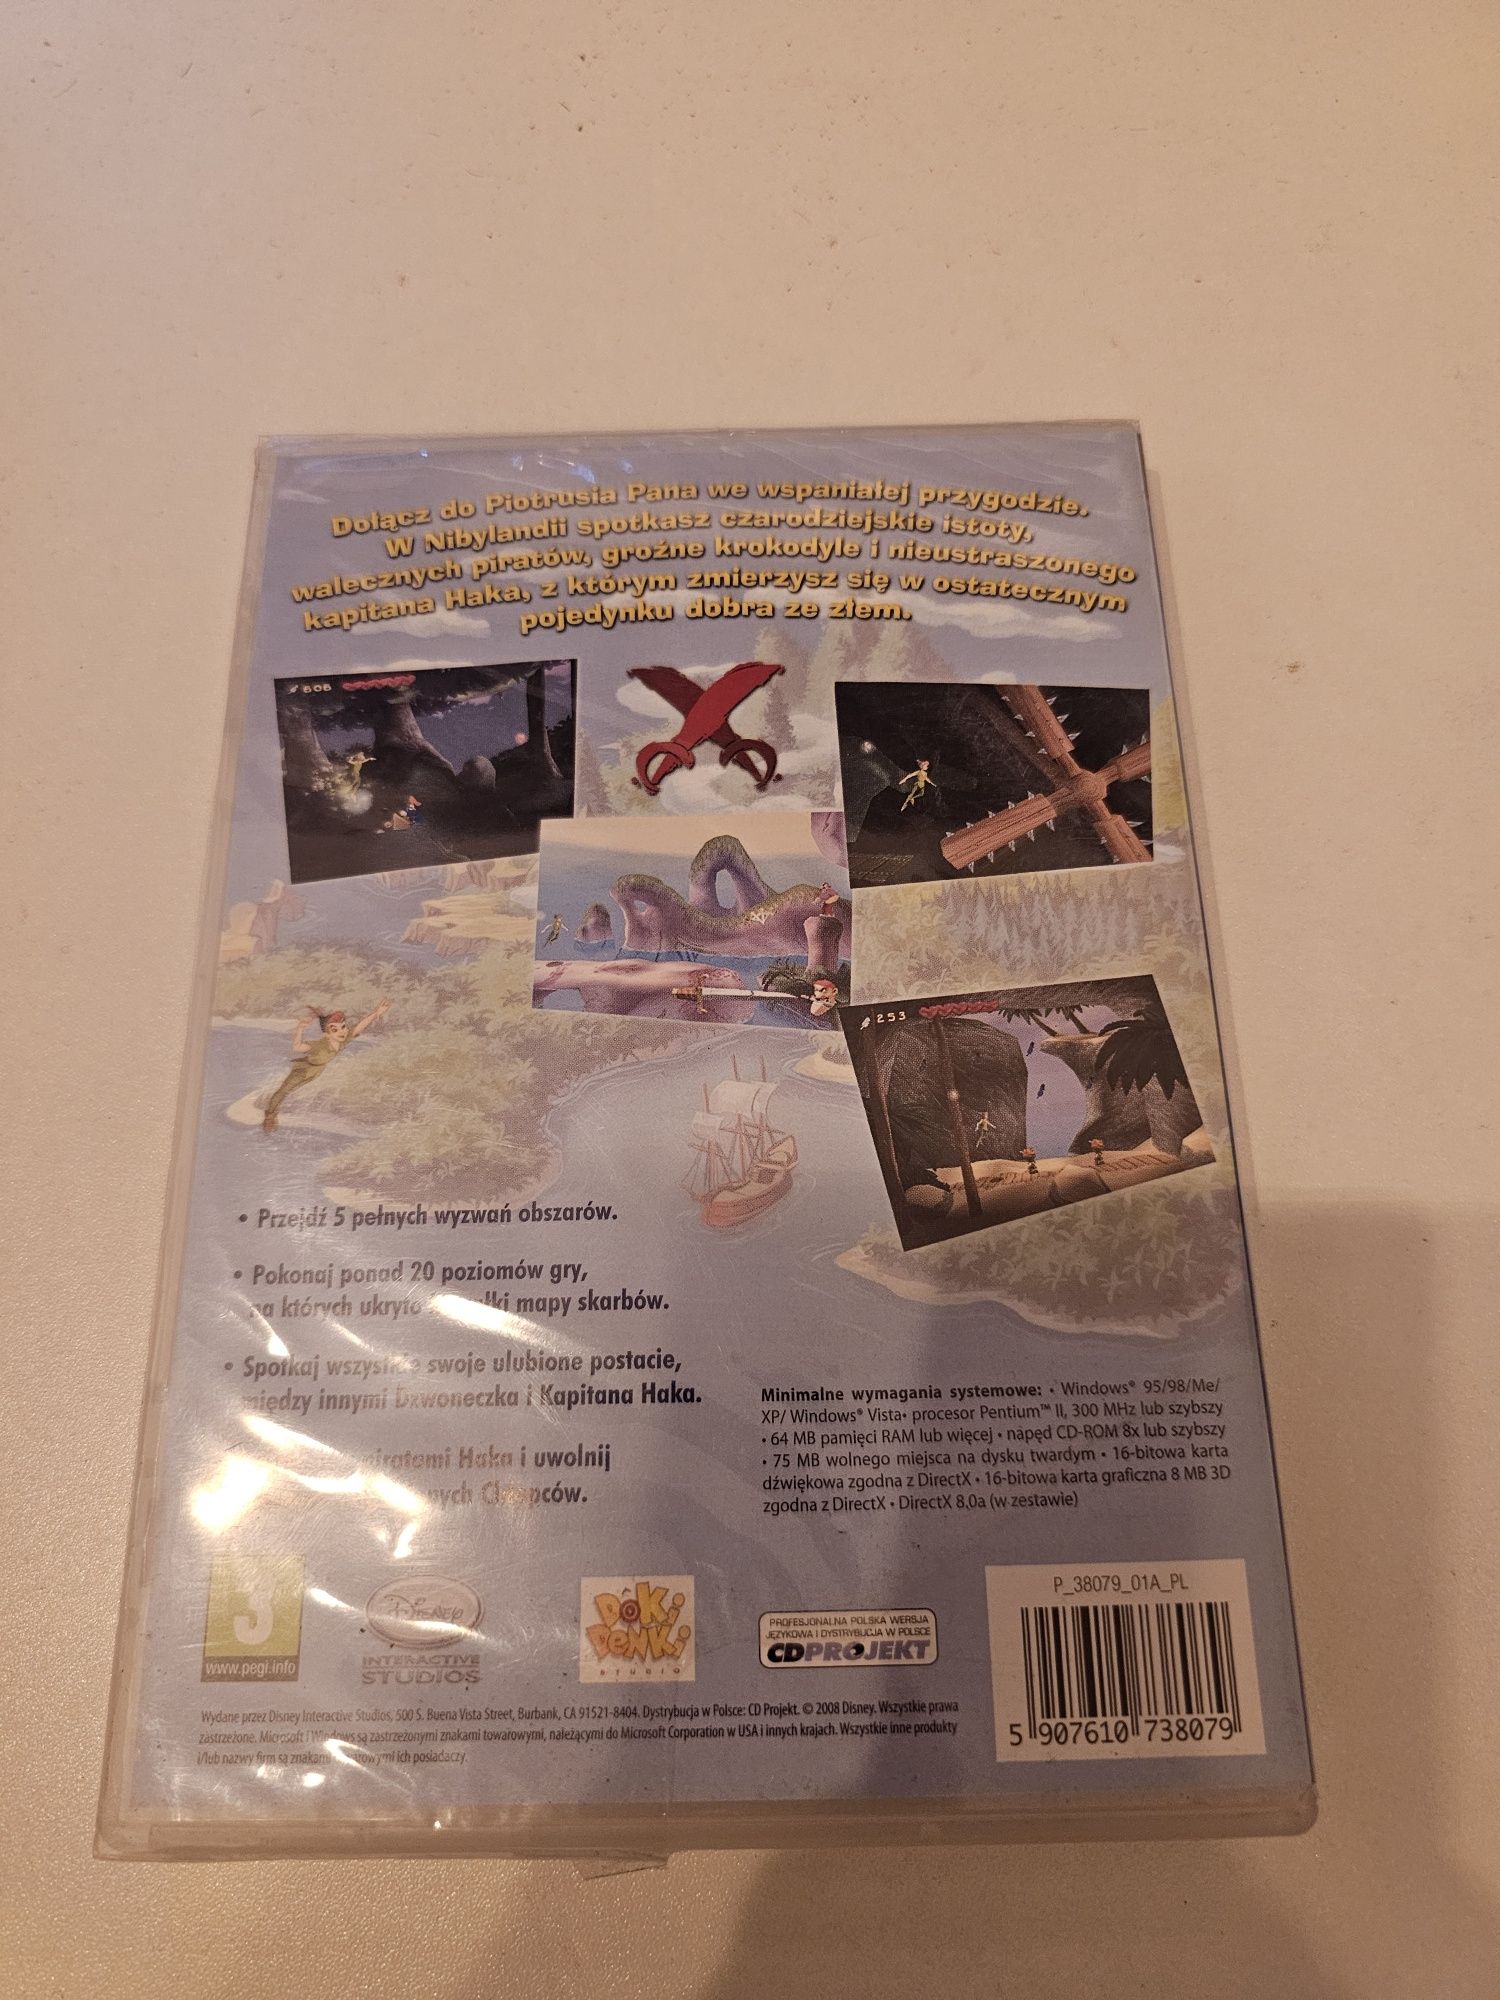 Dołącz do Piotrusia Pana we wspaniałej przygodzie.
W Nibylandii spotkasz czarodziejskie istoty,
walecznych piratów, groźne krokodyle i nieustraszonego
kapitana Haka, z którym zmierzysz się w ostatecznym
pojedynku dobra ze złem.
608
253
• Przejdź 5 pełnych wyzwań obszarów.
• Pokonaj ponad 20 poziomów gry,
na których ukryto mapy skarbów.
• Spotkaj wszystkie swoje ulubione postacie,
między innymi Dzwoneczka i Kapitana Haka.
piratami Haka i uwolnij
Chłopców.
Minimalne wymagania systemowe: • Windows® 95/98/Me/
XP/ Windows® Vista• procesor Pentium™ II, 300 MHz lub szybszy
• 64 MB pamięci RAM lub więcej • napęd CD-ROM 8x lub szybszy
• 75 MB wolnego miejsca na dysku twardym • 16-bitowa karta
dźwiękowa zgodna z DirectX • 16-bitowa karta graficzna 8 MB 3D
zgodna z DirectX • DirectX 8.0a (w zestawie)
3
www.pegi.info
Disney
INTERACTIVE
STUDIOS
DOKi
DENKi
STUDIO
PROFESJONALNA POLSKA WERSJA
JĘZYKOWA I DYSTRYBUCJA W POLSCE
CDPROJEKT
P_38079_01A_PL
5 907610 738079
Wydane przez Disney Interactive Studios, 500 S. Buena Vista Street, Burbank, CA 91521-8404. Dystrybucja w Polsce: CD Projekt. © 2008 Disney. Wszystkie prawa
zastrzeżone. Microsoft i Windows są zastrzeżonymi znakami towarowymi, należącymi do Microsoft Corporation w USA i innych krajach. Wszystkie inne produkty
i/lub nazwy firm są znakami towarowymi ich posiadaczy.